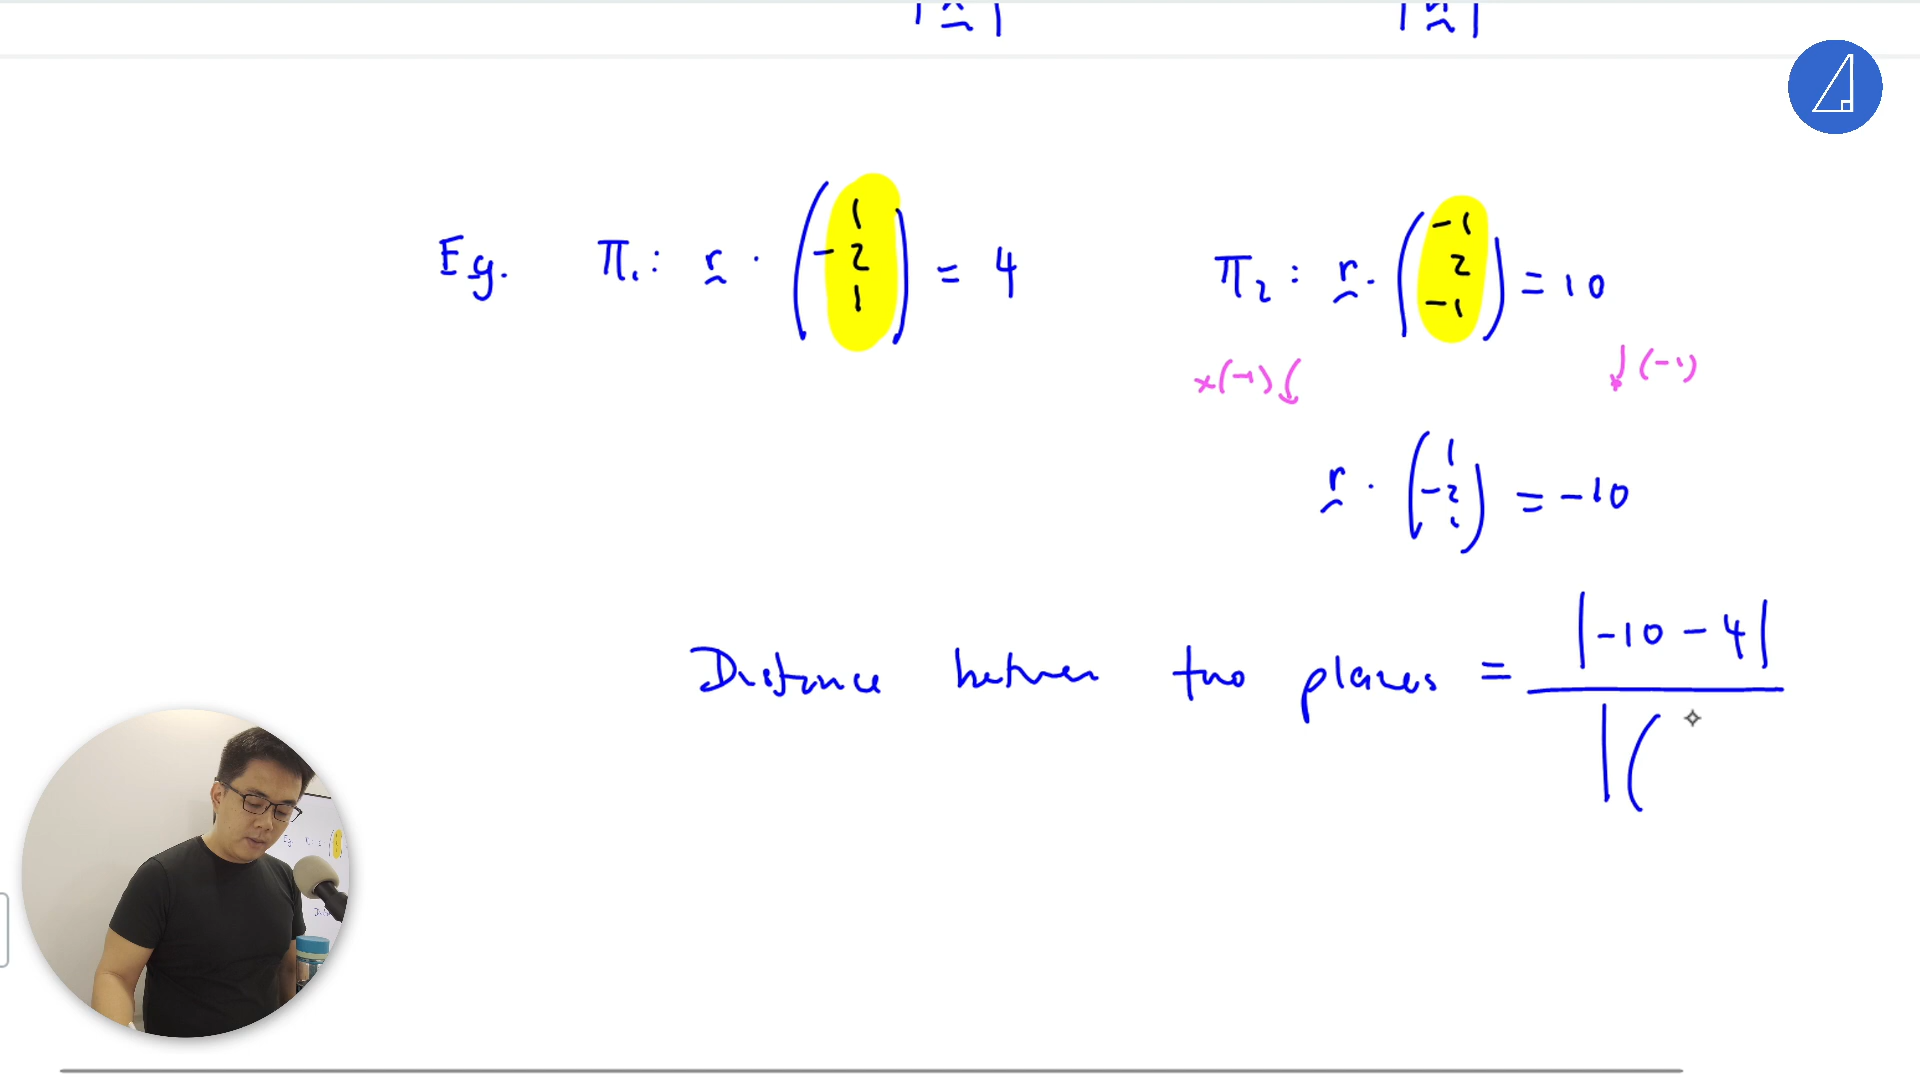 Eg. π₁: r · (1 -2 1) = 4 π₂: r · (-1 2 -1) = 10
×(-1) (-1)
r · (1 -2 1) = -10
Distance between two planes = |-10 - 4| / |(